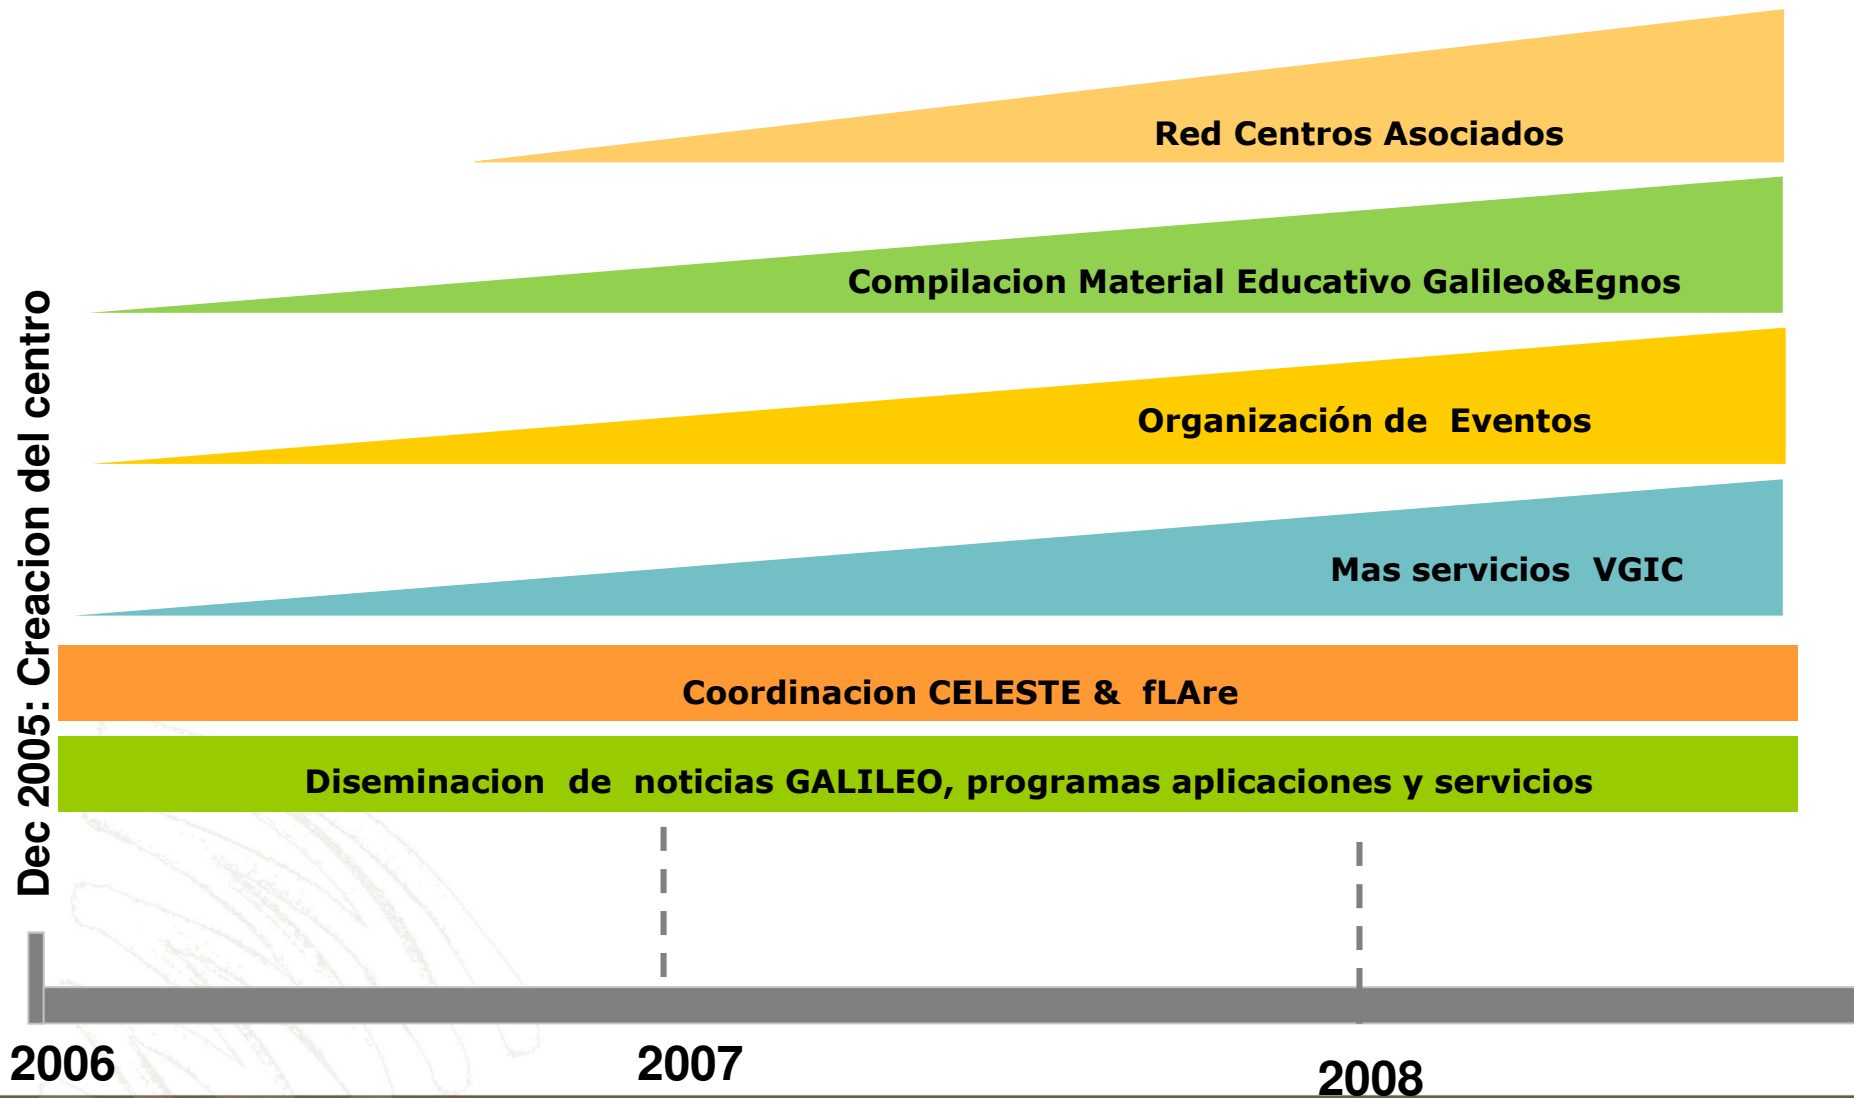 Red Centros Asociados
Compilacion Material Educativo Galileo&Egnos
Organización de Eventos
Mas servicios VGIC
Coordinacion CELESTE & fLAre
Diseminacion de noticias GALILEO, programas aplicaciones y servicios
Dec 2005: Creacion del centro
2006
2007
2008